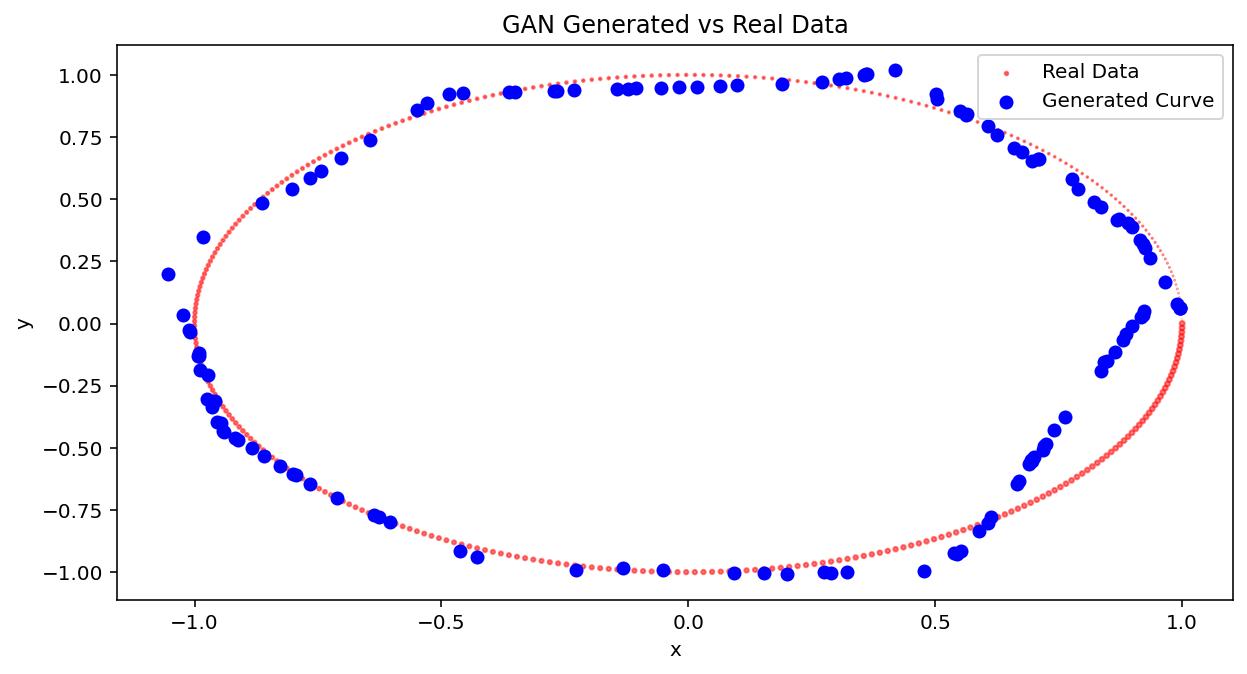 GAN Generated vs Real Data
Real Data
Generated Curve
1.00
0.75
0.50
0.25
0.00
−0.25
−0.50
−0.75
−1.00
y
−1.0 −0.5 0.0 0.5 1.0
x